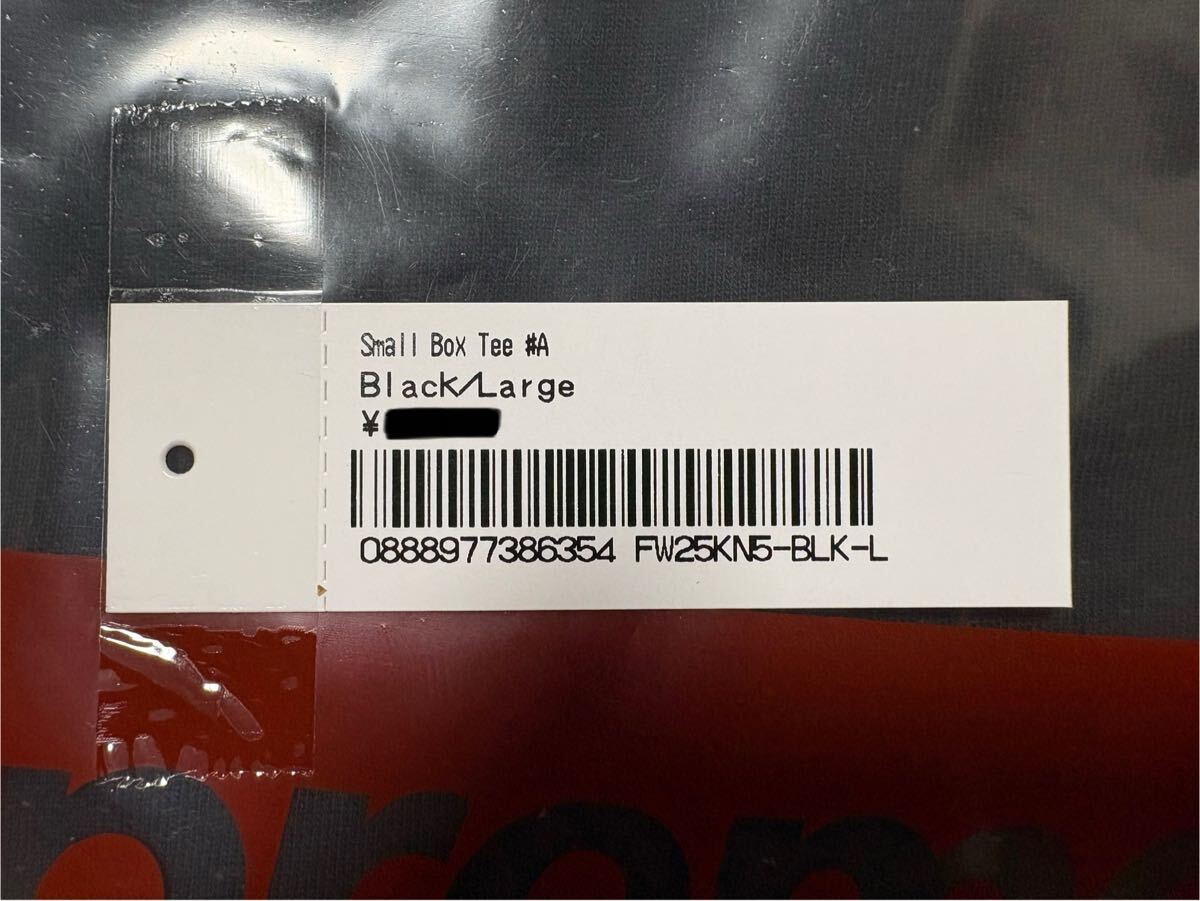 Small Box Tee #A
Black/Large
¥
0888977386354 FW25KN5-BLK-L